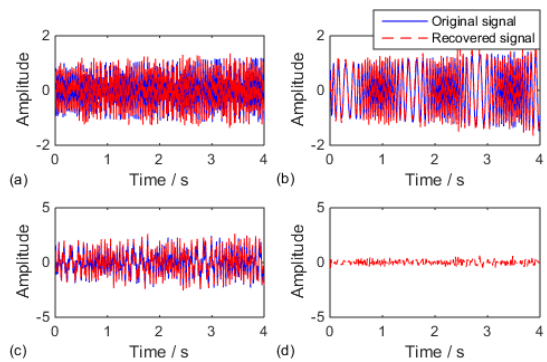 Original signal
Recovered signal
Amplitude
2
0
-2
0 1 2 3 4
Time / s
(a)
Amplitude
2
0
-2
0 1 2 3 4
Time / s
(b)
Amplitude
5
0
-5
0 1 2 3 4
Time / s
(c)
Amplitude
5
0
-5
0 1 2 3 4
Time / s
(d)